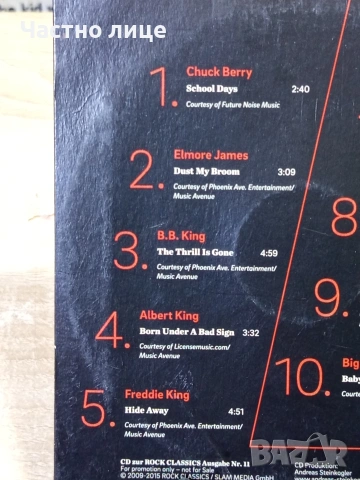 Частно лице
1.
Chuck Berry
School Days 2:40
Courtesy of Future Noise Music
2.
Elmore James
Dust My Broom 3:09
Courtesy of Phoenix Ave. Entertainment/
Music Avenue
3.
B.B. King
The Thrill Is Gone 4:59
Courtesy of Phoenix Ave. Entertainment/
Music Avenue
4.
Albert King
Born Under A Bad Sign 3:32
Courtesy of Licensemusic.com/
Music Avenue
5.
Freddie King
Hide Away 4:51
Courtesy of Phoenix Ave. Entertainment/
Music Avenue
8
9.
10.
Big
Baby
CD zur ROCK CLASSICS Ausgabe Nr. 11
For promotion only – not for Sale
© 2009-2015 ROCK CLASSICS / SLAM MEDIA GmbH
CD Produktion:
Andreas Steinkogler
bazar